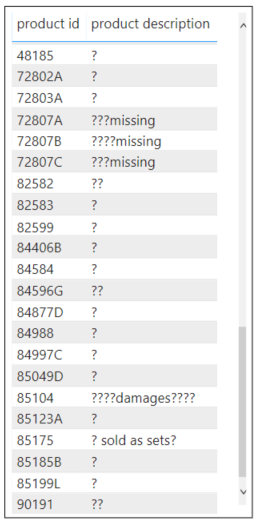 product id product description
48185 ?
72802A ?
72803A ?
72807A ???missing
72807B ????missing
72807C ???missing
82582 ??
82583 ?
82599 ?
84406B ?
84584 ?
84596G ??
84877D ?
84988 ?
84997C ?
85049D ?
85104 ????damages????
85123A ?
85175 ? sold as sets?
85185B ?
85199L ?
90191 ??